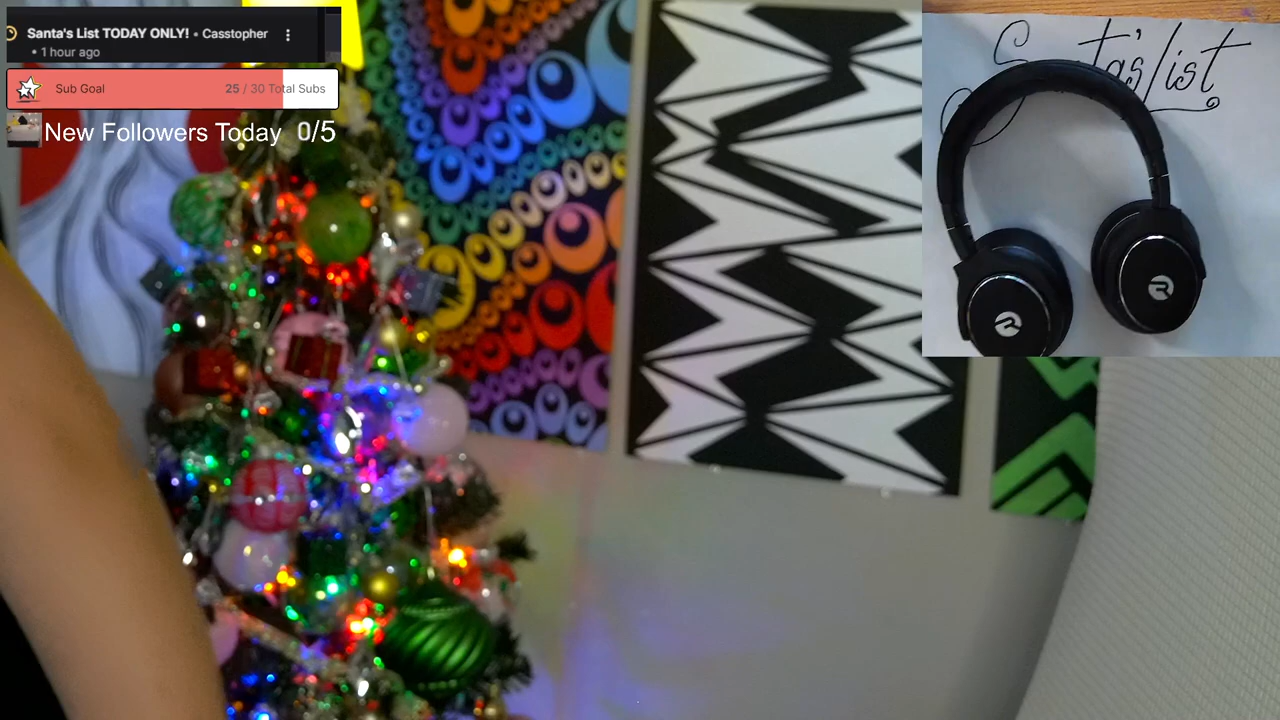 Santa's List TODAY ONLY! • Casstopher
• 1 hour ago
Sub Goal 25 / 30 Total Subs
New Followers Today 0/5
list